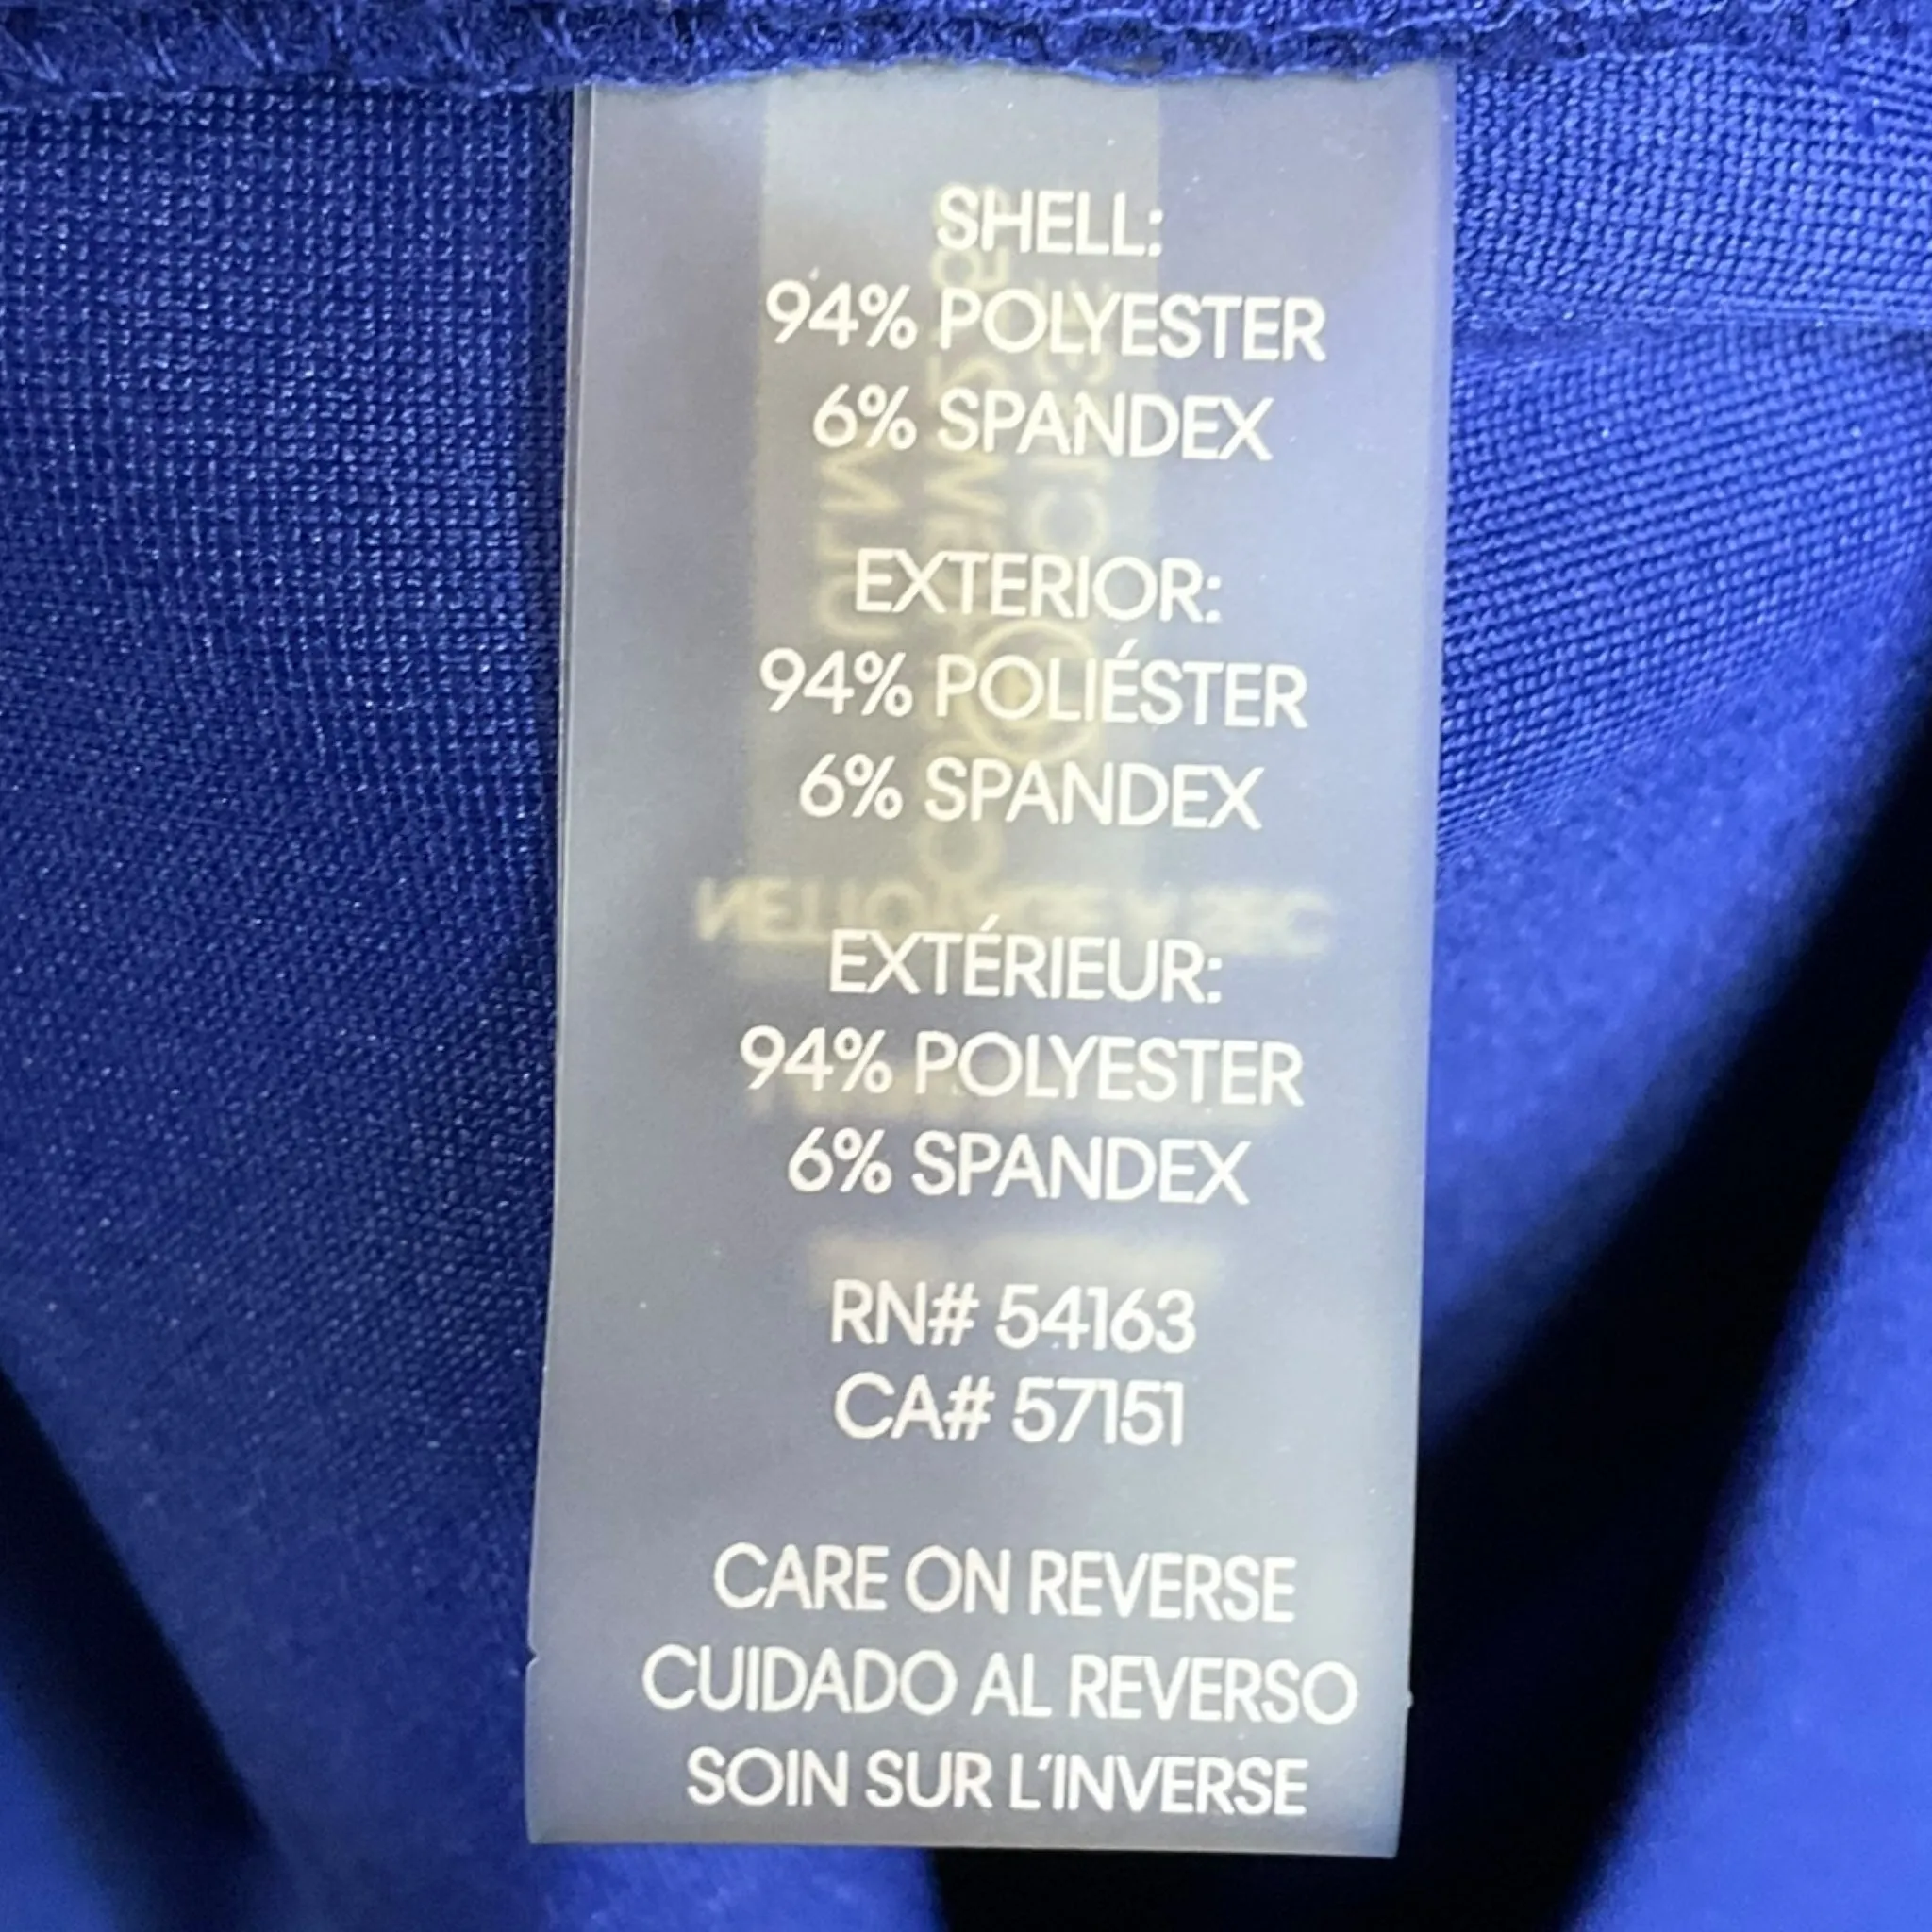 SHELL:
94% POLYESTER
6% SPANDEX
EXTERIOR:
94% POLIÉSTER
6% SPANDEX
EXTÉRIEUR:
94% POLYESTER
6% SPANDEX
RN# 54163
CA# 57151
CARE ON REVERSE
CUIDADO AL REVERSO
SOIN SUR L'INVERSE